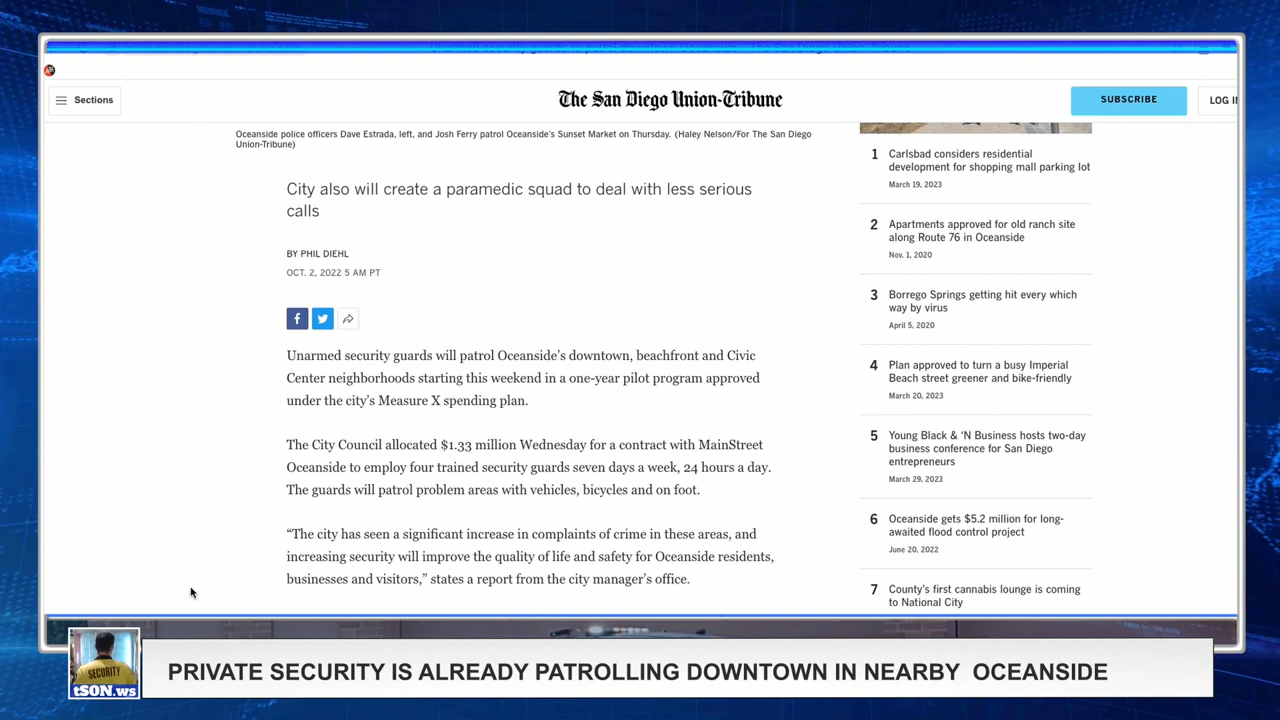 Sections
The San Diego Union-Tribune
SUBSCRIBE
LOG IN
Oceanside police officers Dave Estrada, left, and Josh Ferry patrol Oceanside's Sunset Market on Thursday. (Haley Nelson/For The San Diego
Union-Tribune)
City also will create a paramedic squad to deal with less serious
calls
BY PHIL DIEHL
OCT. 2, 2022 5 AM PT
Unarmed security guards will patrol Oceanside’s downtown, beachfront and Civic
Center neighborhoods starting this weekend in a one-year pilot program approved
under the city’s Measure X spending plan.
The City Council allocated $1.33 million Wednesday for a contract with MainStreet
Oceanside to employ four trained security guards seven days a week, 24 hours a day.
The guards will patrol problem areas with vehicles, bicycles and on foot.
“The city has seen a significant increase in complaints of crime in these areas, and
increasing security will improve the quality of life and safety for Oceanside residents,
businesses and visitors,” states a report from the city manager’s office.
1 Carlsbad considers residential
development for shopping mall parking lot
March 19, 2023
2 Apartments approved for old ranch site
along Route 76 in Oceanside
Nov. 1, 2020
3 Borrego Springs getting hit every which
way by virus
April 5, 2020
4 Plan approved to turn a busy Imperial
Beach street greener and bike-friendly
March 20, 2023
5 Young Black & ‘N Business hosts two-day
business conference for San Diego
entrepreneurs
March 29, 2023
6 Oceanside gets $5.2 million for long-
awaited flood control project
June 20, 2022
7 County’s first cannabis lounge is coming
to National City
SECURITY
tSON.ws
PRIVATE SECURITY IS ALREADY PATROLLING DOWNTOWN IN NEARBY OCEANSIDE